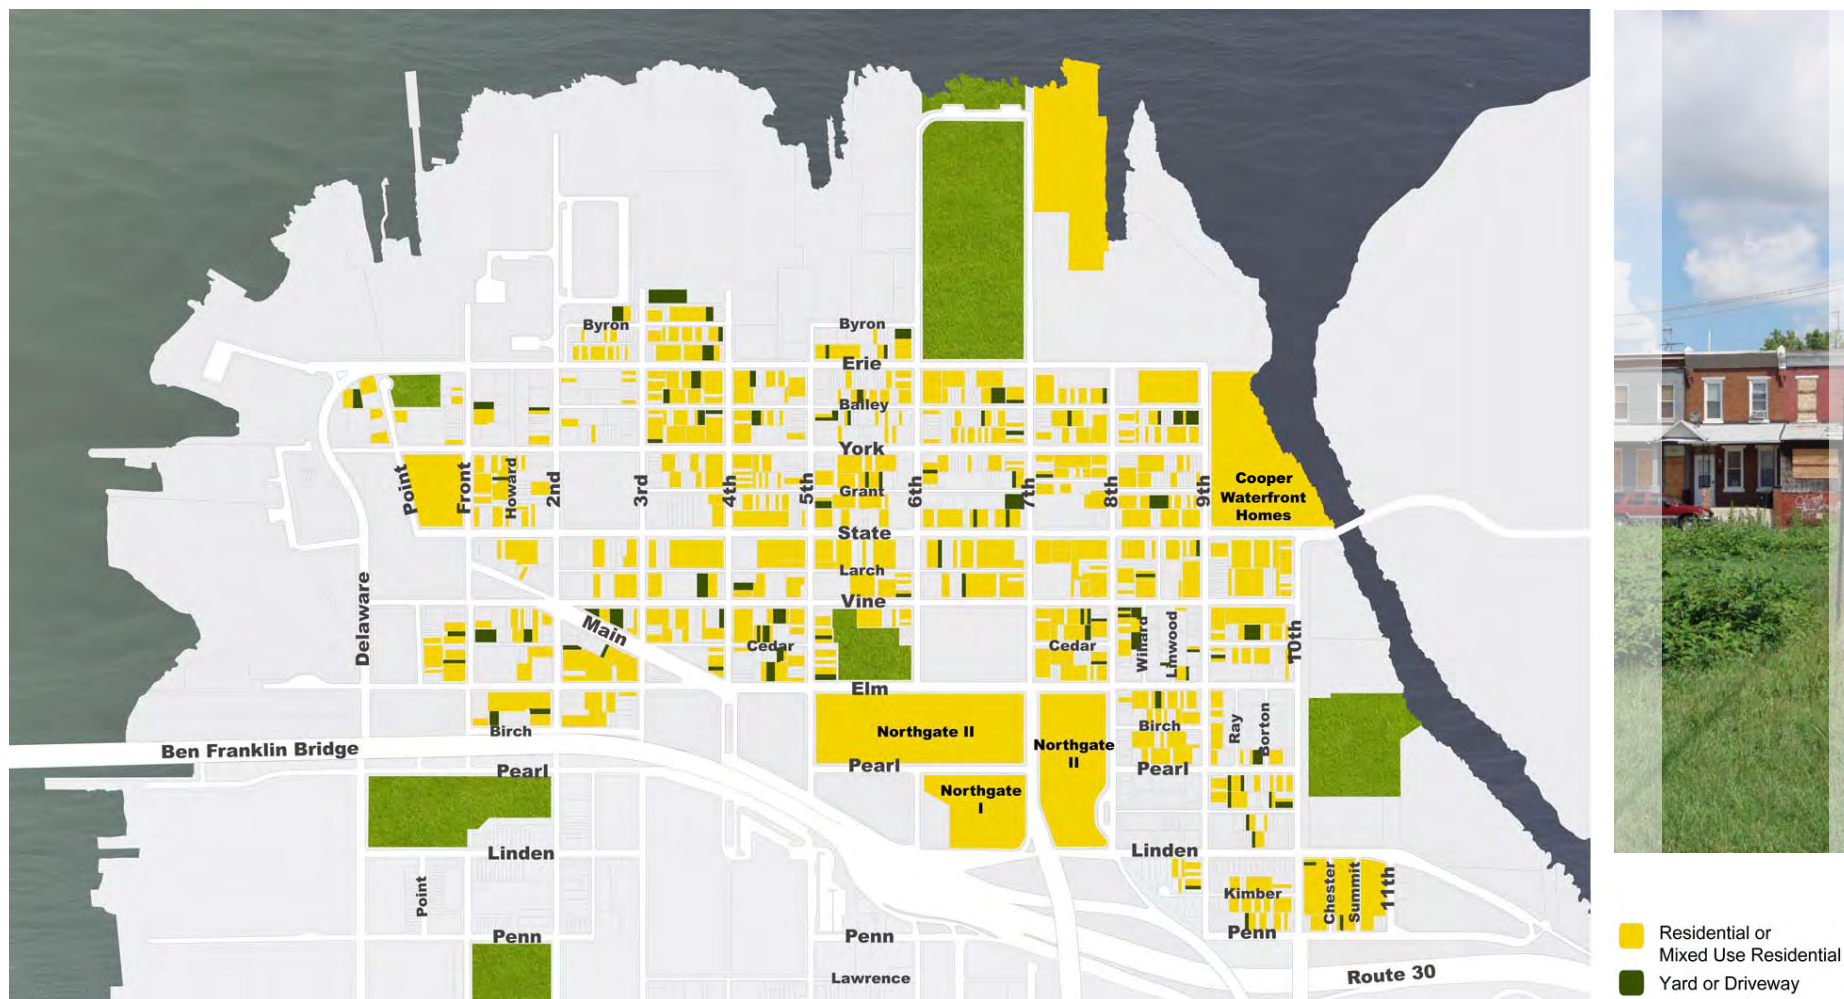 Byron
Byron
Erie
Bailey
York
Point
Front
Howard
2nd
3rd
4th
5th
6th
7th
8th
9th
Grant
Cooper
Waterfront
Homes
State
Larch
Vine
Delaware
Main
Cedar
Cedar
Willard
Linwood
10th
Elm
Northgate II
Northgate
II
Birch
Birch
Ray
Borton
Ben Franklin Bridge
Pearl
Pearl
Pearl
Northgate
I
Linden
Linden
Point
Kimber
Chester
Summit
11th
Penn
Penn
Penn
Lawrence
Route 30
Residential or
Mixed Use Residential
Yard or Driveway